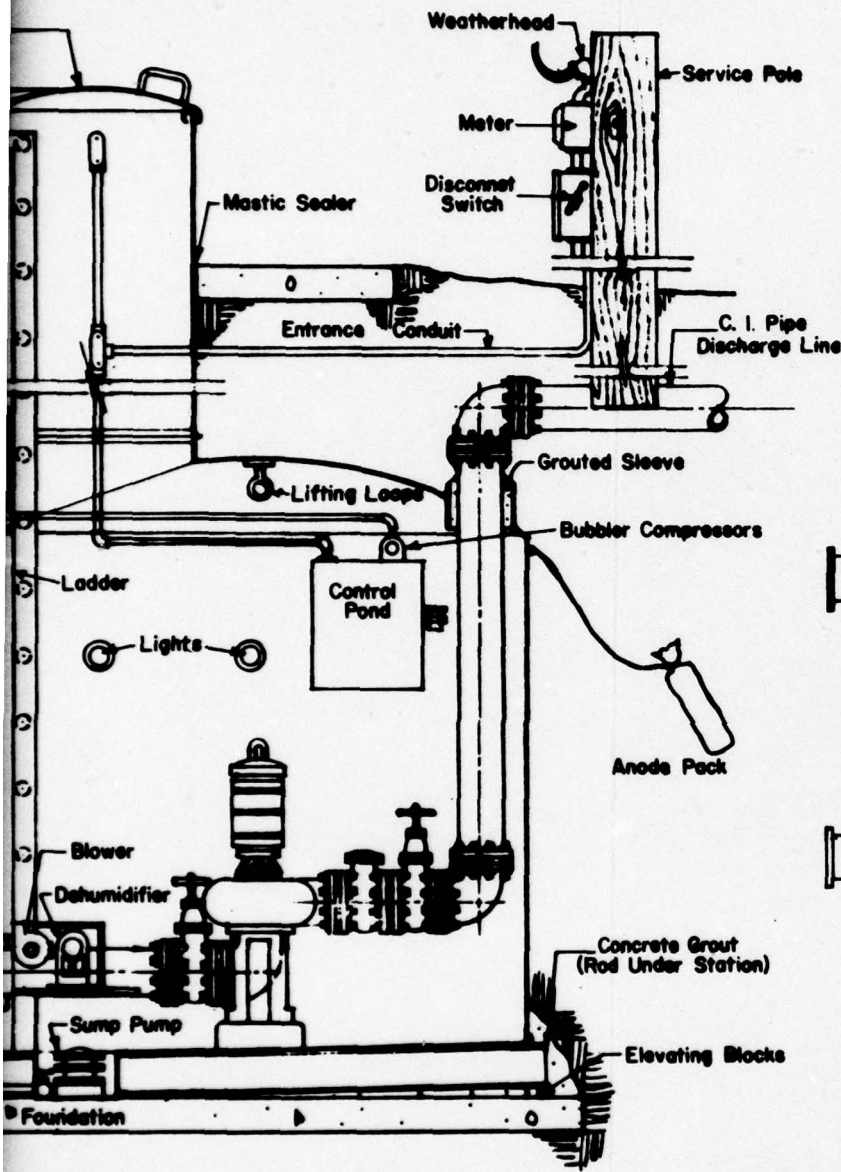 Weatherhead
Service Pole
Meter
Disconnet
Switch
Mastic Sealer
Entrance Conduit
C. I. Pipe
Discharge Line
Grouted Sleeve
Lifting Loops
Bubbler Compressors
Ladder
Control
Pond
Lights
Anode Pack
Blower
Dehumidifier
Concrete Grout
(Rod Under Station)
Sump Pump
Elevating Blocks
Foundation